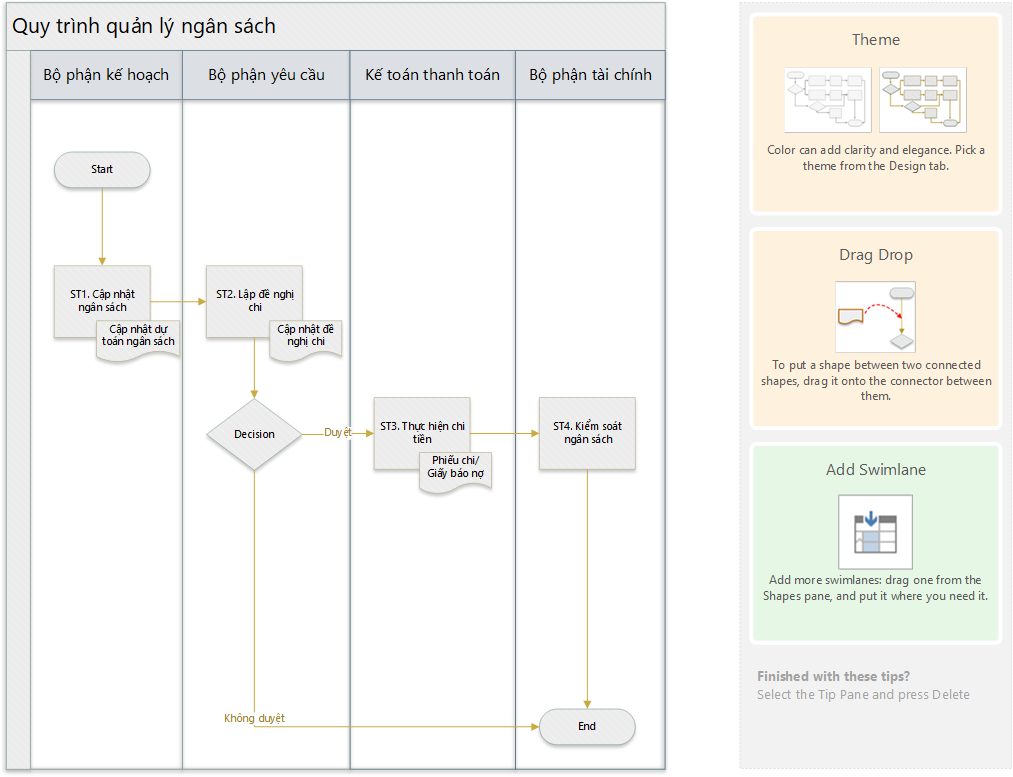 Quy trình quản lý ngân sách
Bộ phận kế hoạch
Bộ phận yêu cầu
Kế toán thanh toán
Bộ phận tài chính
Start
ST1. Cập nhật
ngân sách
Cập nhật dự
toán ngân sách
ST2. Lập đề nghị
chi
Cập nhật đề
nghị chi
Decision
Duyệt
ST3. Thực hiện chi
tiền
Phiếu chi/
Giấy báo nợ
ST4. Kiểm soát
ngân sách
Không duyệt
End
Theme
Color can add clarity and elegance. Pick a
theme from the Design tab.
Drag Drop
To put a shape between two connected
shapes, drag it onto the connector between
them.
Add Swimlane
Add more swimlanes: drag one from the
Shapes pane, and put it where you need it.
Finished with these tips?
Select the Tip Pane and press Delete